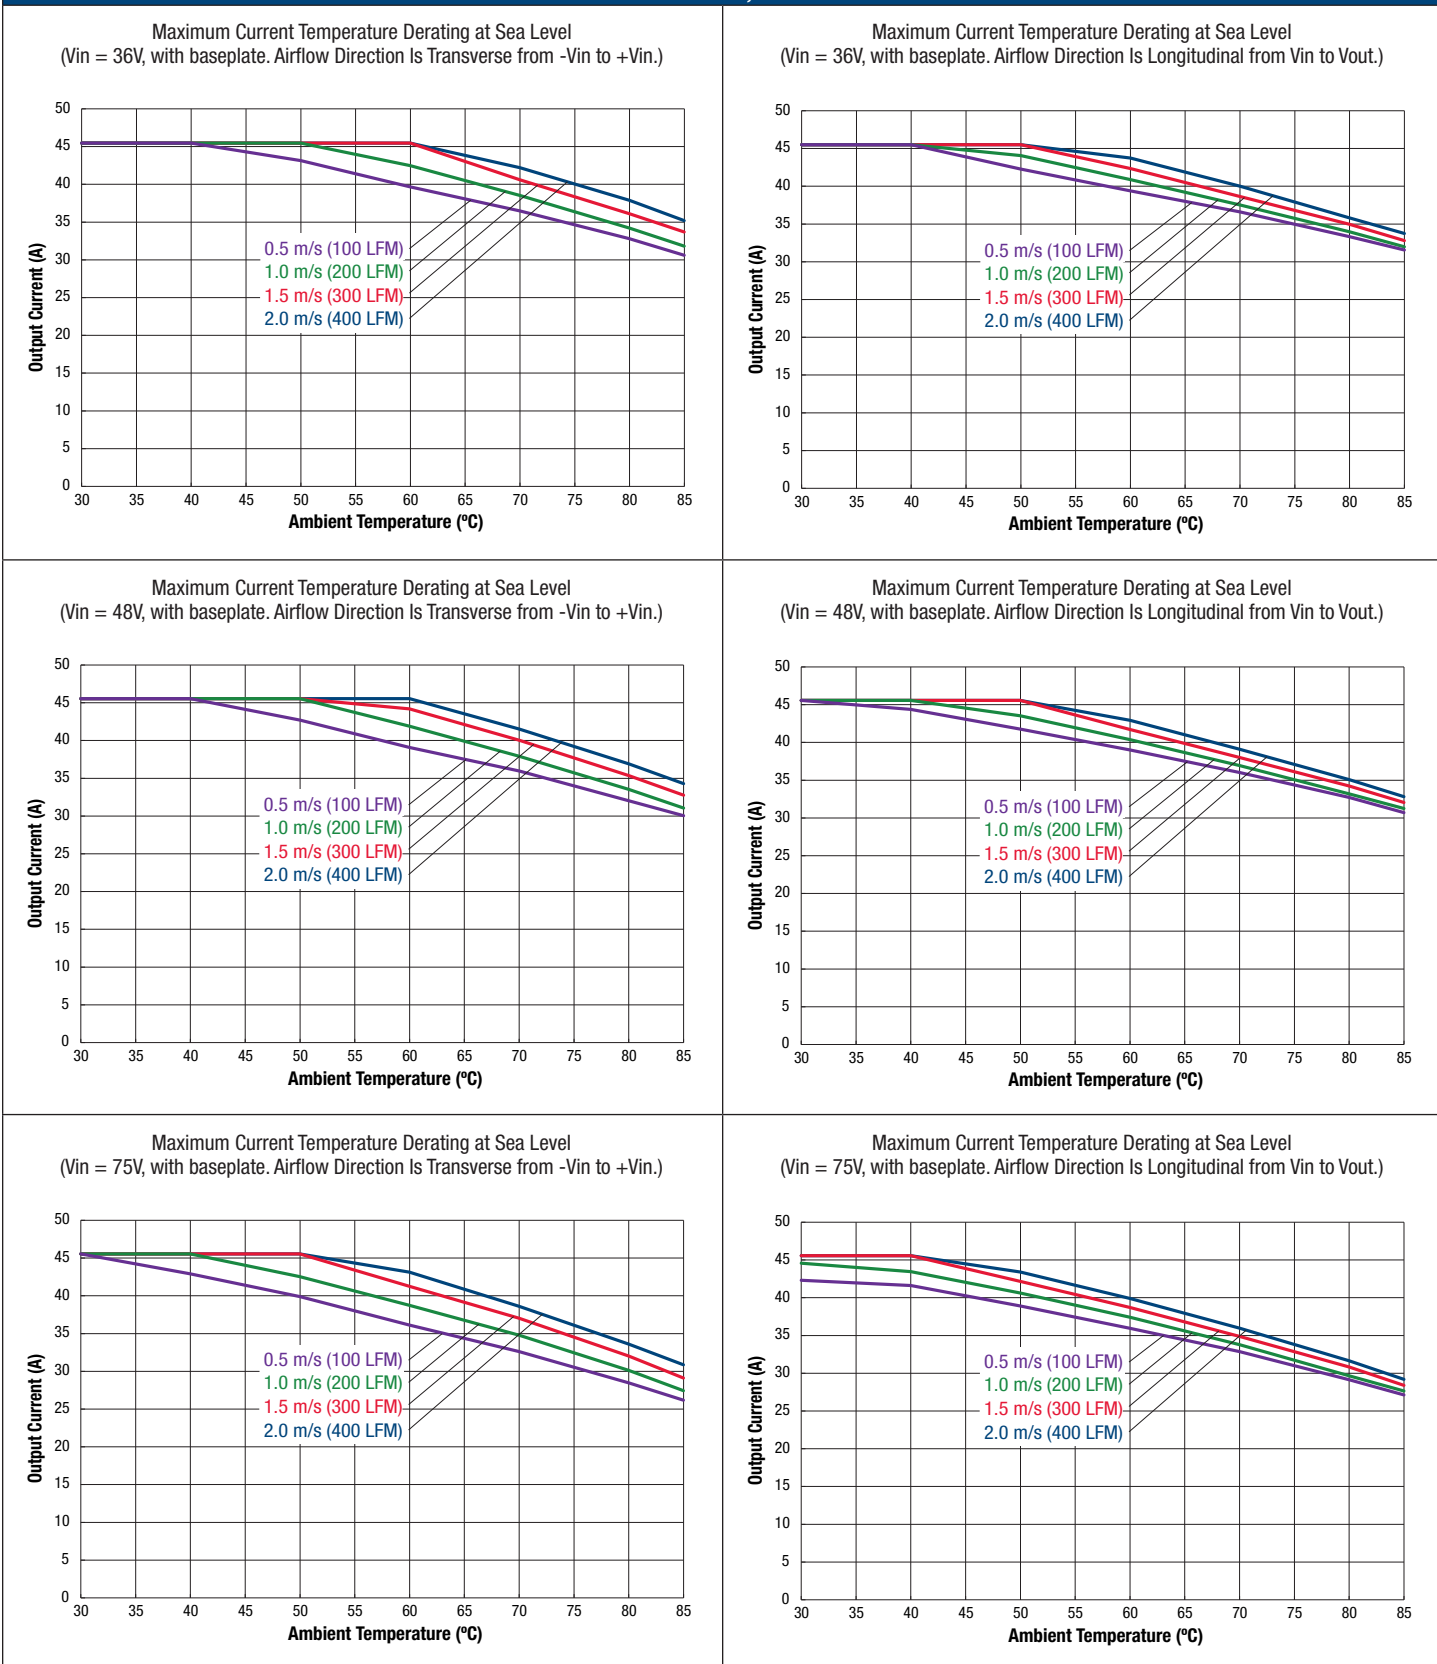 Maximum Current Temperature Derating at Sea Level
(Vin = 36V, with baseplate. Airflow Direction Is Transverse from -Vin to +Vin.)
50
45
40
35
30
25
20
15
10
5
0
Output Current (A)
0.5 m/s (100 LFM)
1.0 m/s (200 LFM)
1.5 m/s (300 LFM)
2.0 m/s (400 LFM)
30 35 40 45 50 55 60 65 70 75 80 85
Ambient Temperature (ºC)
Maximum Current Temperature Derating at Sea Level
(Vin = 36V, with baseplate. Airflow Direction Is Longitudinal from Vin to Vout.)
50
45
40
35
30
25
20
15
10
5
0
Output Current (A)
0.5 m/s (100 LFM)
1.0 m/s (200 LFM)
1.5 m/s (300 LFM)
2.0 m/s (400 LFM)
30 35 40 45 50 55 60 65 70 75 80 85
Ambient Temperature (ºC)
Maximum Current Temperature Derating at Sea Level
(Vin = 48V, with baseplate. Airflow Direction Is Transverse from -Vin to +Vin.)
50
45
40
35
30
25
20
15
10
5
0
Output Current (A)
0.5 m/s (100 LFM)
1.0 m/s (200 LFM)
1.5 m/s (300 LFM)
2.0 m/s (400 LFM)
30 35 40 45 50 55 60 65 70 75 80 85
Ambient Temperature (ºC)
Maximum Current Temperature Derating at Sea Level
(Vin = 48V, with baseplate. Airflow Direction Is Longitudinal from Vin to Vout.)
50
45
40
35
30
25
20
15
10
5
0
Output Current (A)
0.5 m/s (100 LFM)
1.0 m/s (200 LFM)
1.5 m/s (300 LFM)
2.0 m/s (400 LFM)
30 35 40 45 50 55 60 65 70 75 80 85
Ambient Temperature (ºC)
Maximum Current Temperature Derating at Sea Level
(Vin = 75V, with baseplate. Airflow Direction Is Transverse from -Vin to +Vin.)
50
45
40
35
30
25
20
15
10
5
0
Output Current (A)
0.5 m/s (100 LFM)
1.0 m/s (200 LFM)
1.5 m/s (300 LFM)
2.0 m/s (400 LFM)
30 35 40 45 50 55 60 65 70 75 80 85
Ambient Temperature (ºC)
Maximum Current Temperature Derating at Sea Level
(Vin = 75V, with baseplate. Airflow Direction Is Longitudinal from Vin to Vout.)
50
45
40
35
30
25
20
15
10
5
0
Output Current (A)
0.5 m/s (100 LFM)
1.0 m/s (200 LFM)
1.5 m/s (300 LFM)
2.0 m/s (400 LFM)
30 35 40 45 50 55 60 65 70 75 80 85
Ambient Temperature (ºC)